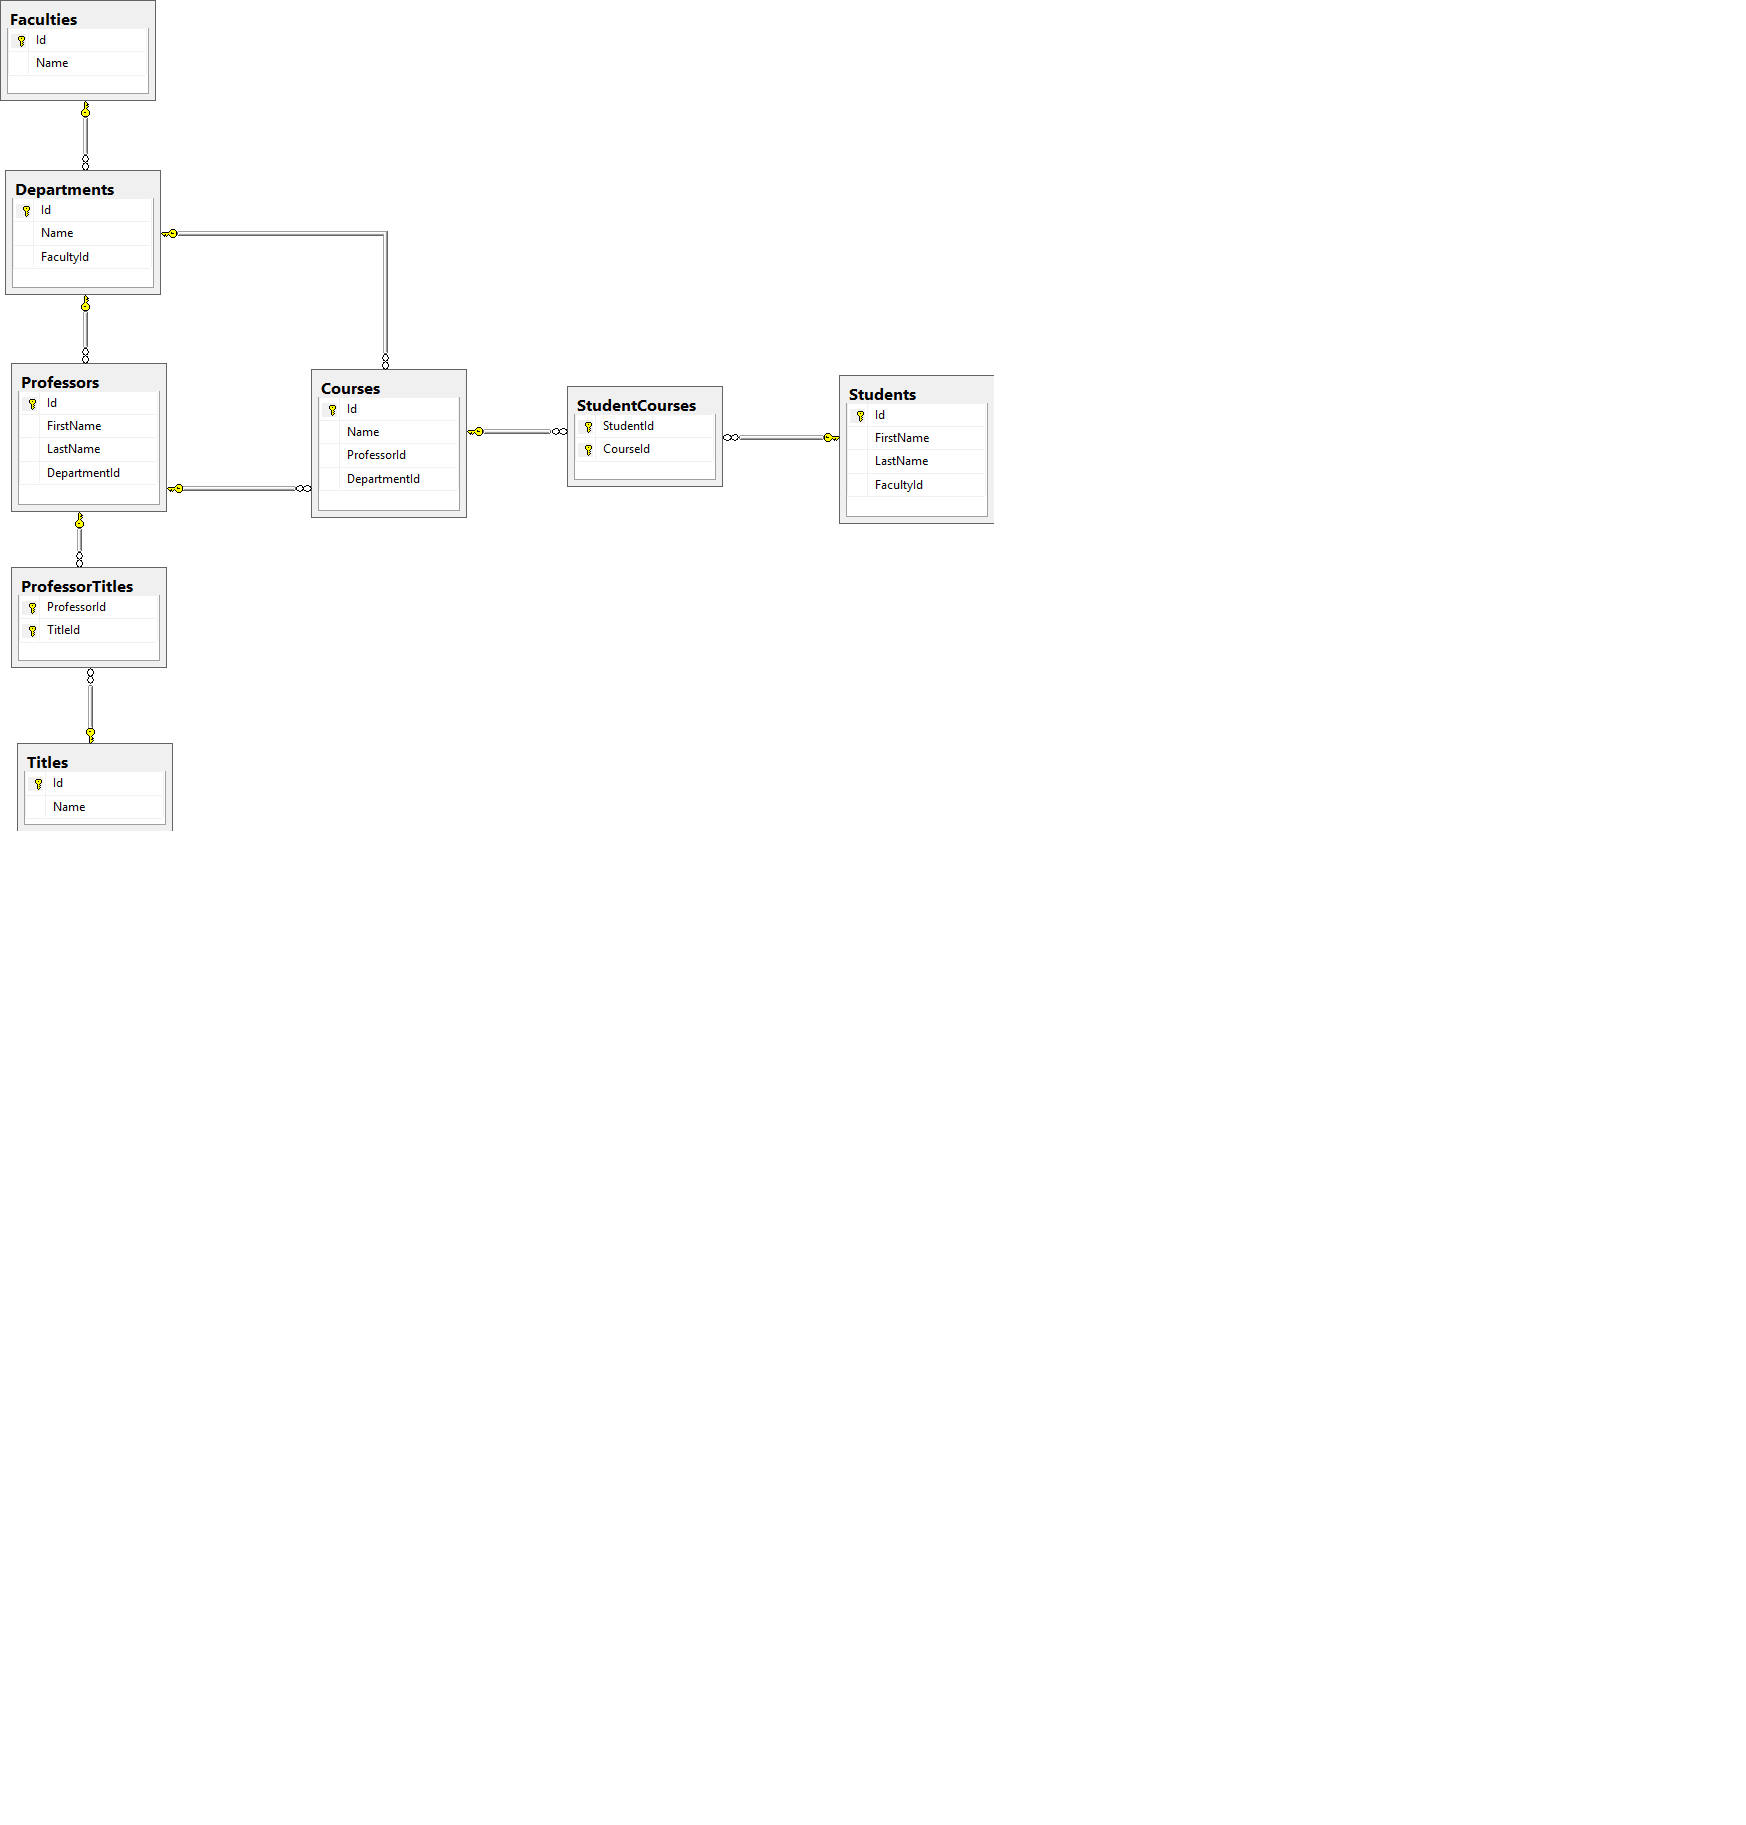 Faculties
Id
Name
Departments
Id
Name
FacultyId
Professors
Id
FirstName
LastName
DepartmentId
Courses
Id
Name
ProfessorId
DepartmentId
StudentCourses
StudentId
CourseId
Students
Id
FirstName
LastName
FacultyId
ProfessorTitles
ProfessorId
TitleId
Titles
Id
Name